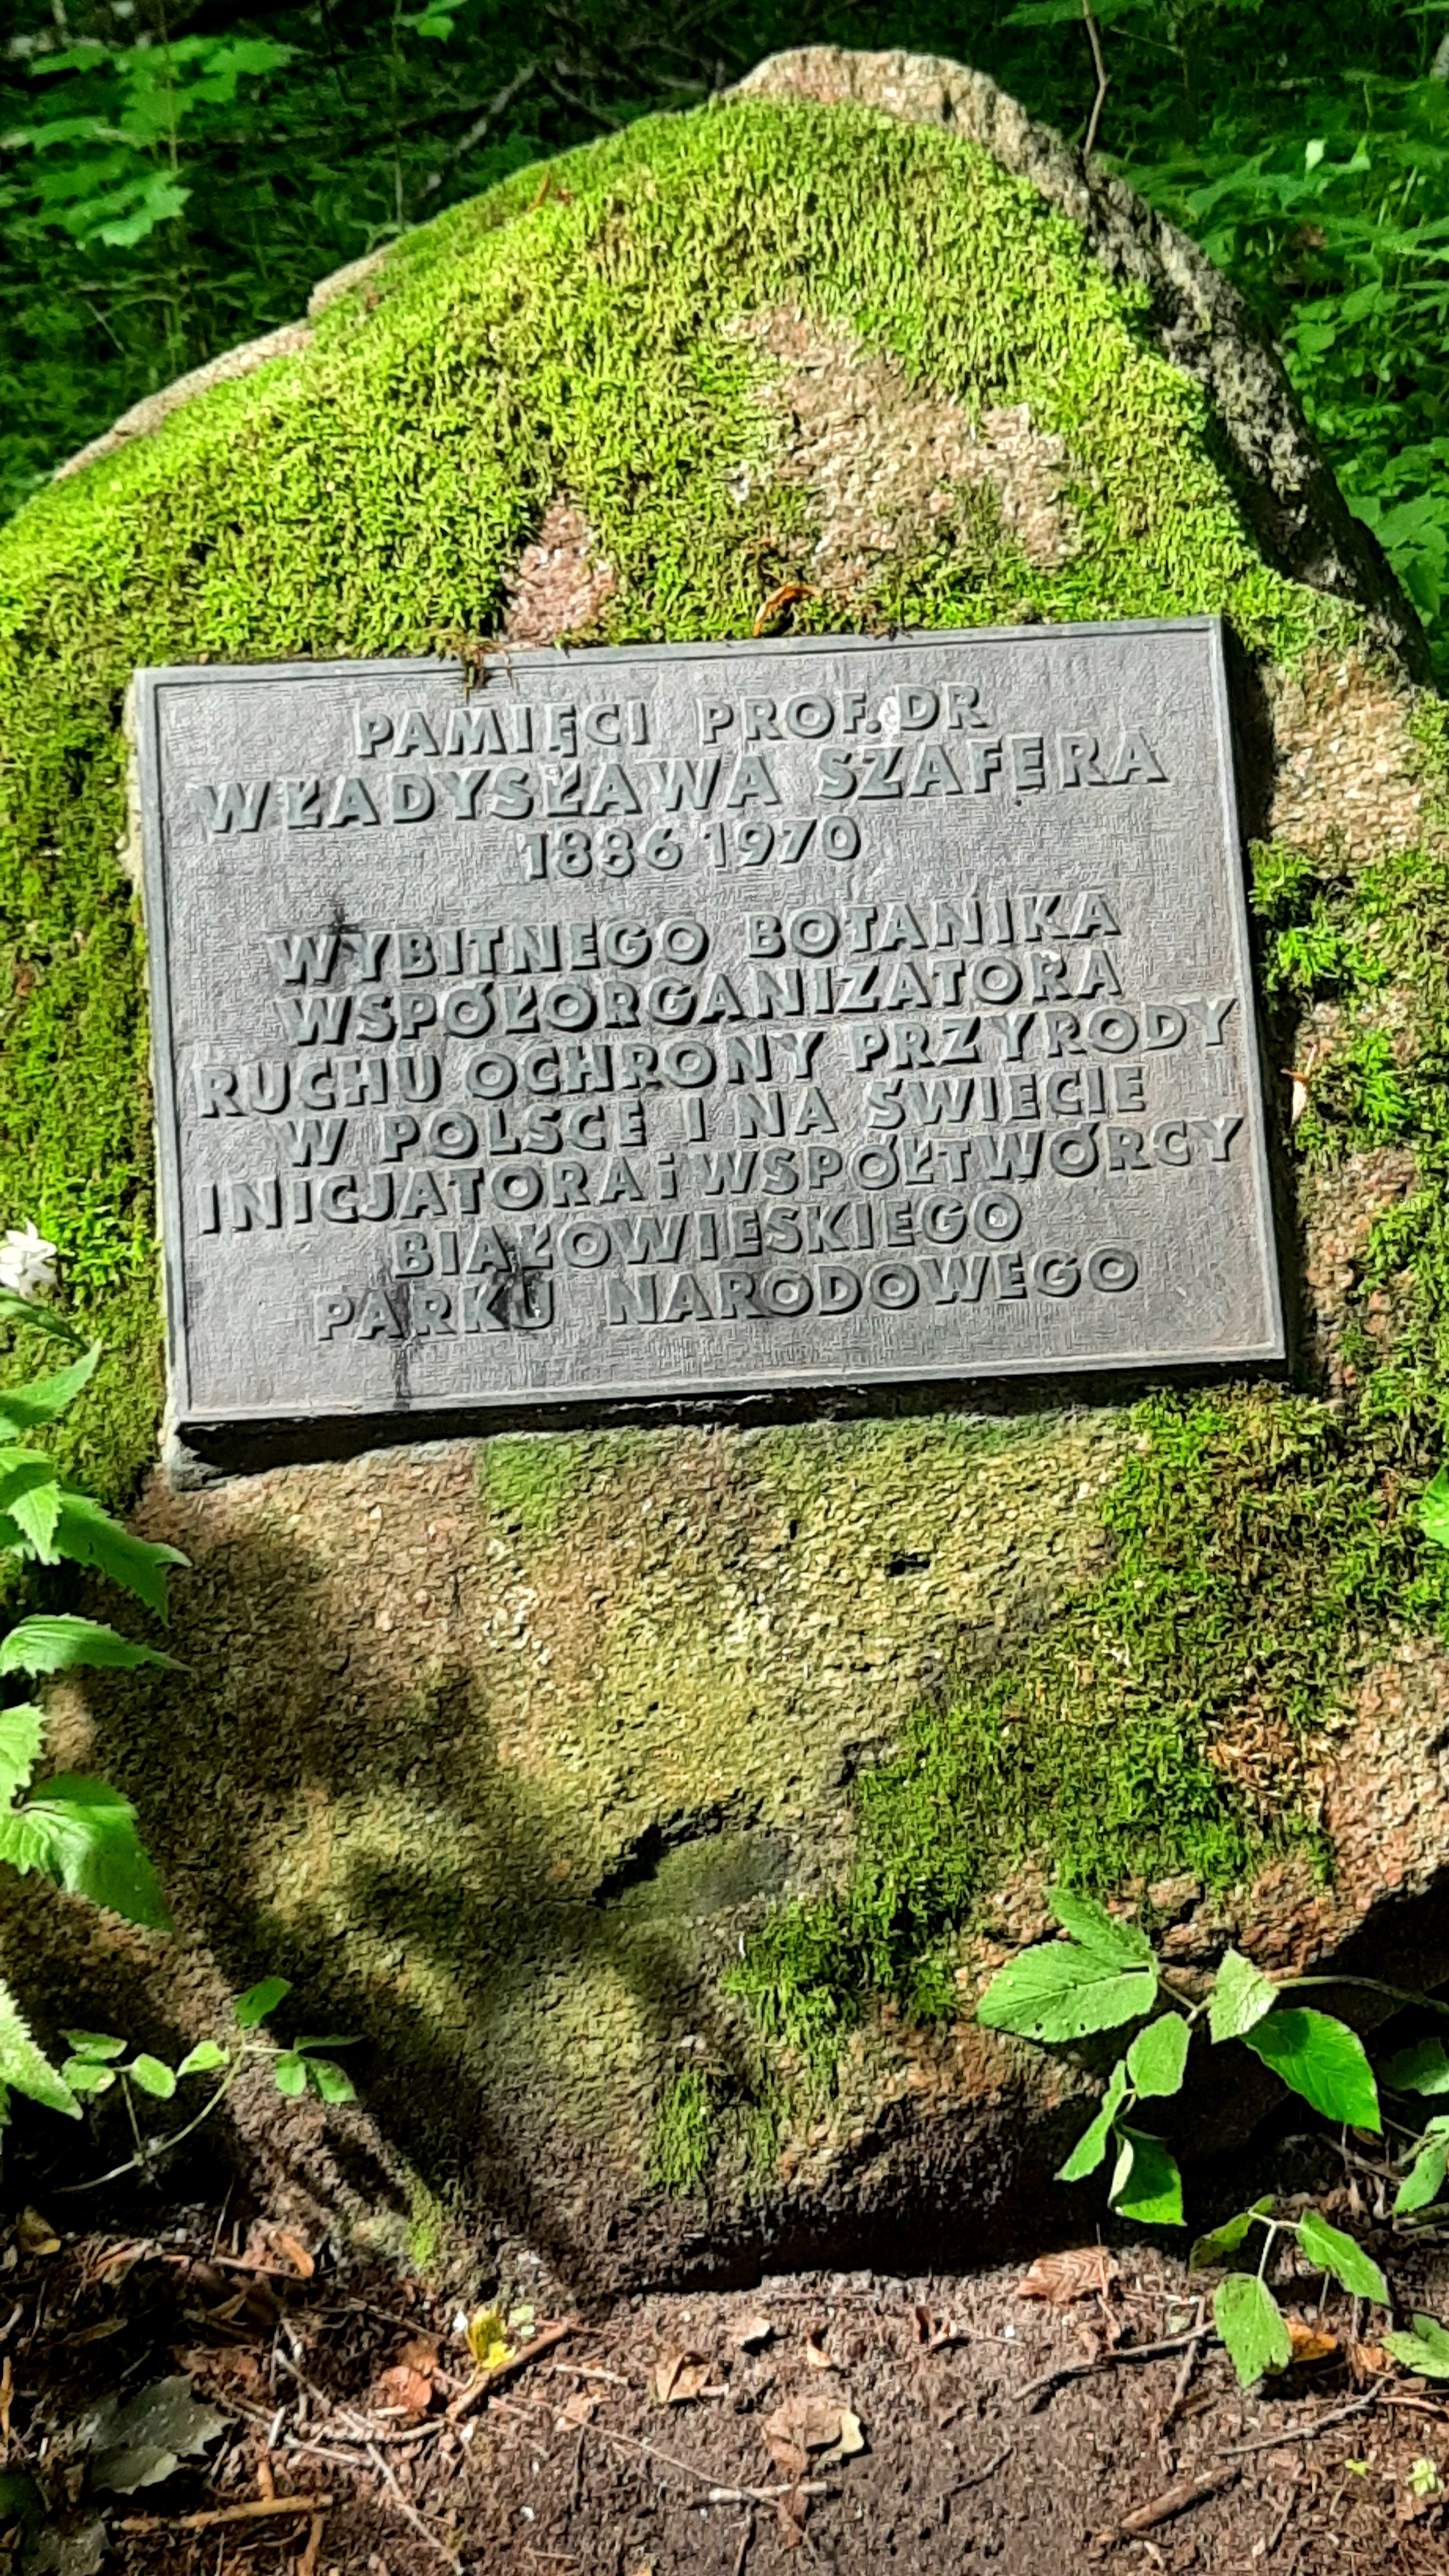 PAMIĘCI PROF. DR
WŁADYSŁAWA SZAFERA
1886 1970
WYBITNEGO BOTANIKA
WSPÓŁORGANIZATORA
RUCHU OCHRONY PRZYRODY
W POLSCE I NA ŚWIECIE
INiCJATORA i WSPÓŁTWÓRCY
BIAŁOWIESKIEGO
PARKU NARODOWEGO